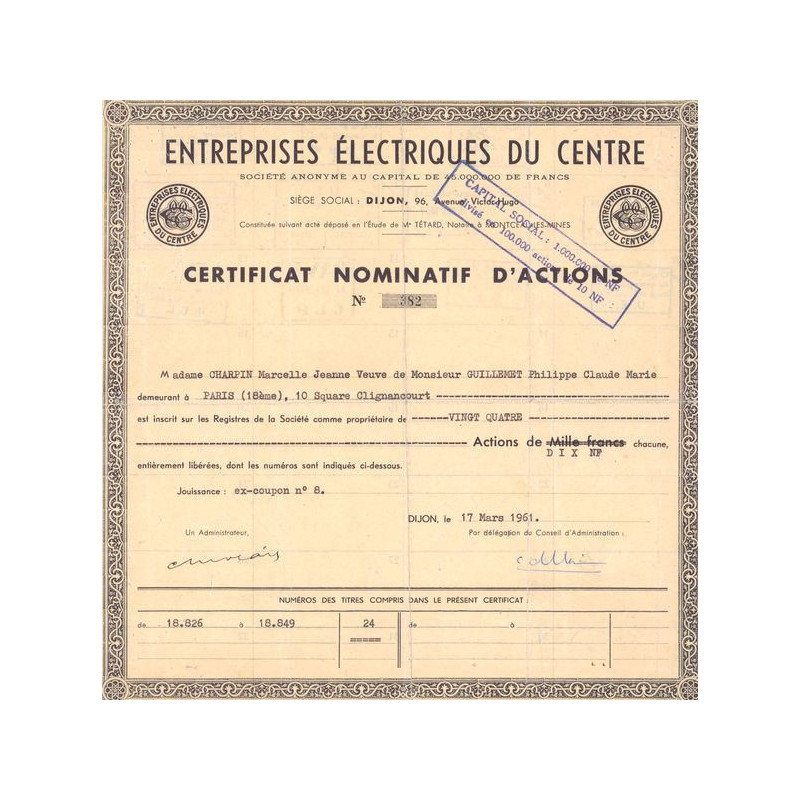 ENTREPRISES ÉLECTRIQUES DU CENTRE
SOCIÉTÉ ANONYME AU CAPITAL DE 45.000.000 DE FRANCS
SIÈGE SOCIAL : DIJON, 96, Avenue Victor-Hugo
Constituée suivant acte déposé en l'Étude de Me TÉTARD, Notaire à MONTCEAU-LES-MINES
ENTREPRISES ELECTRIQUES DU CENTRE
ENTREPRISES ELECTRIQUES DU CENTRE
CAPITAL SOCIAL : 1.000.000 NF
divisé en 100.000 actions de 10 NF :
CERTIFICAT NOMINATIF D'ACTIONS
No 382
Madame CHARPIN Marcelle Jeanne Veuve de Monsieur GUILLEMET Philippe Claude Marie
demeurant à PARIS (18ème), 10 Square Clignancourt
est inscrit sur les Registres de la Société comme propriétaire de VINGT QUATRE
Actions de Mille francs chacune,
DIX NF
entièrement libérées, dont les numéros sont indiqués ci-dessous.
Jouissance : ex-coupon n° 8.
DIJON, le 17 Mars 1961.
Un Administrateur,
Par délégation du Conseil d'Administration :
NUMÉROS DES TITRES COMPRIS DANS LE PRÉSENT CERTIFICAT :
de 18.826 à 18.849 24 de à